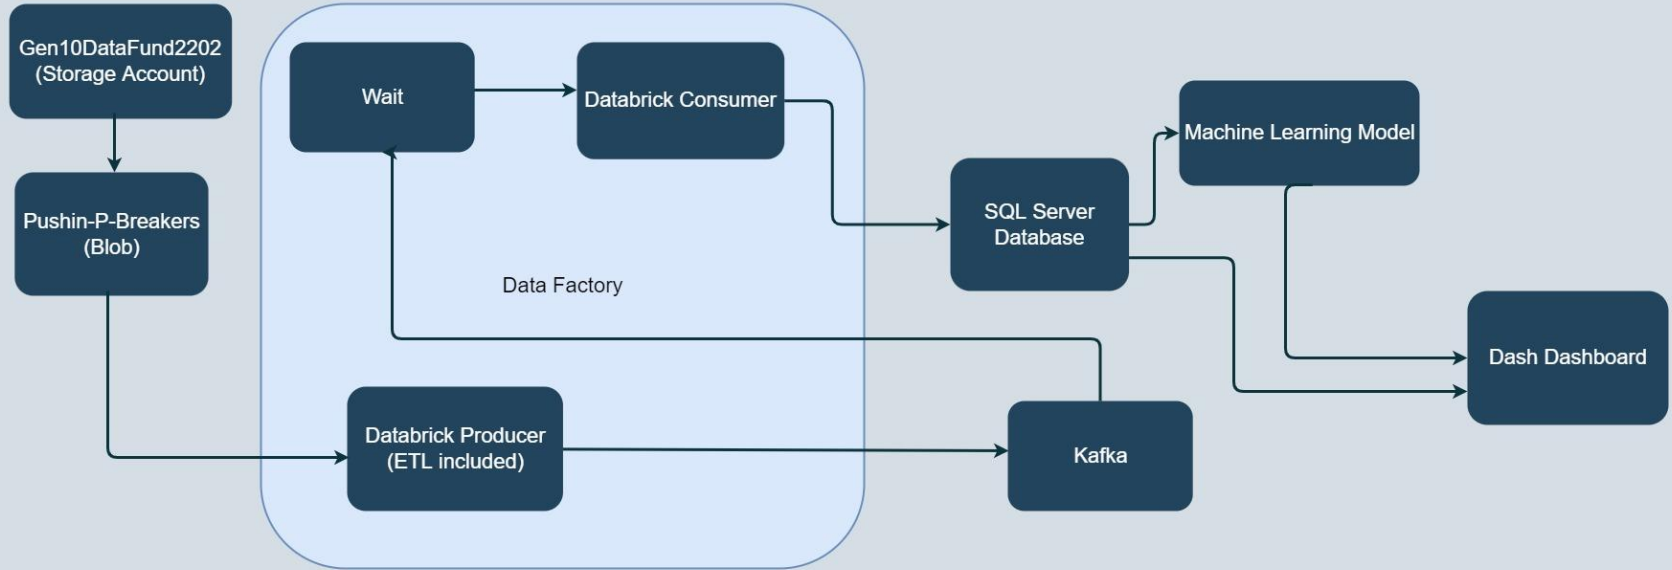 Gen10DataFund2202
(Storage Account)
Pushin-P-Breakers
(Blob)
Wait
Databrick Consumer
Data Factory
Databrick Producer
(ETL included)
SQL Server
Database
Kafka
Machine Learning Model
Dash Dashboard